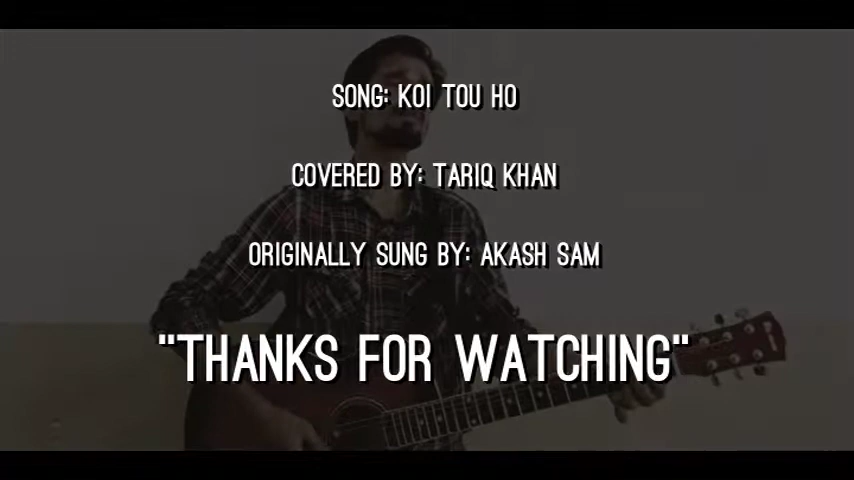 SONG: KOI TOU HO
COVERED BY: TARIQ KHAN
ORIGINALLY SUNG BY: AKASH SAM
"THANKS FOR WATCHING"